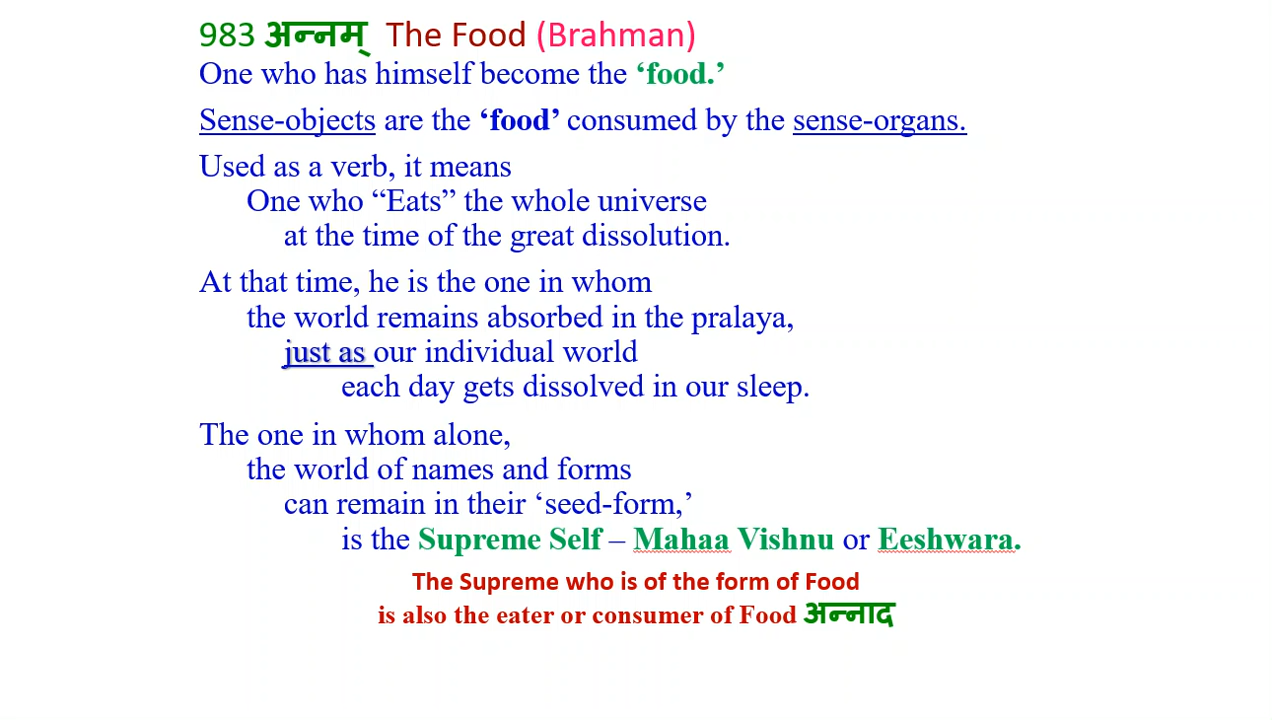 983 अन्नम् The Food (Brahman)
One who has himself become the ‘food.’
Sense-objects are the ‘food’ consumed by the sense-organs.
Used as a verb, it means
One who “Eats” the whole universe
at the time of the great dissolution.
At that time, he is the one in whom
the world remains absorbed in the pralaya,
just as our individual world
each day gets dissolved in our sleep.
The one in whom alone,
the world of names and forms
can remain in their ‘seed-form,’
is the Supreme Self – Mahaa Vishnu or Eeshwara.
The Supreme who is of the form of Food
is also the eater or consumer of Food अन्नाद